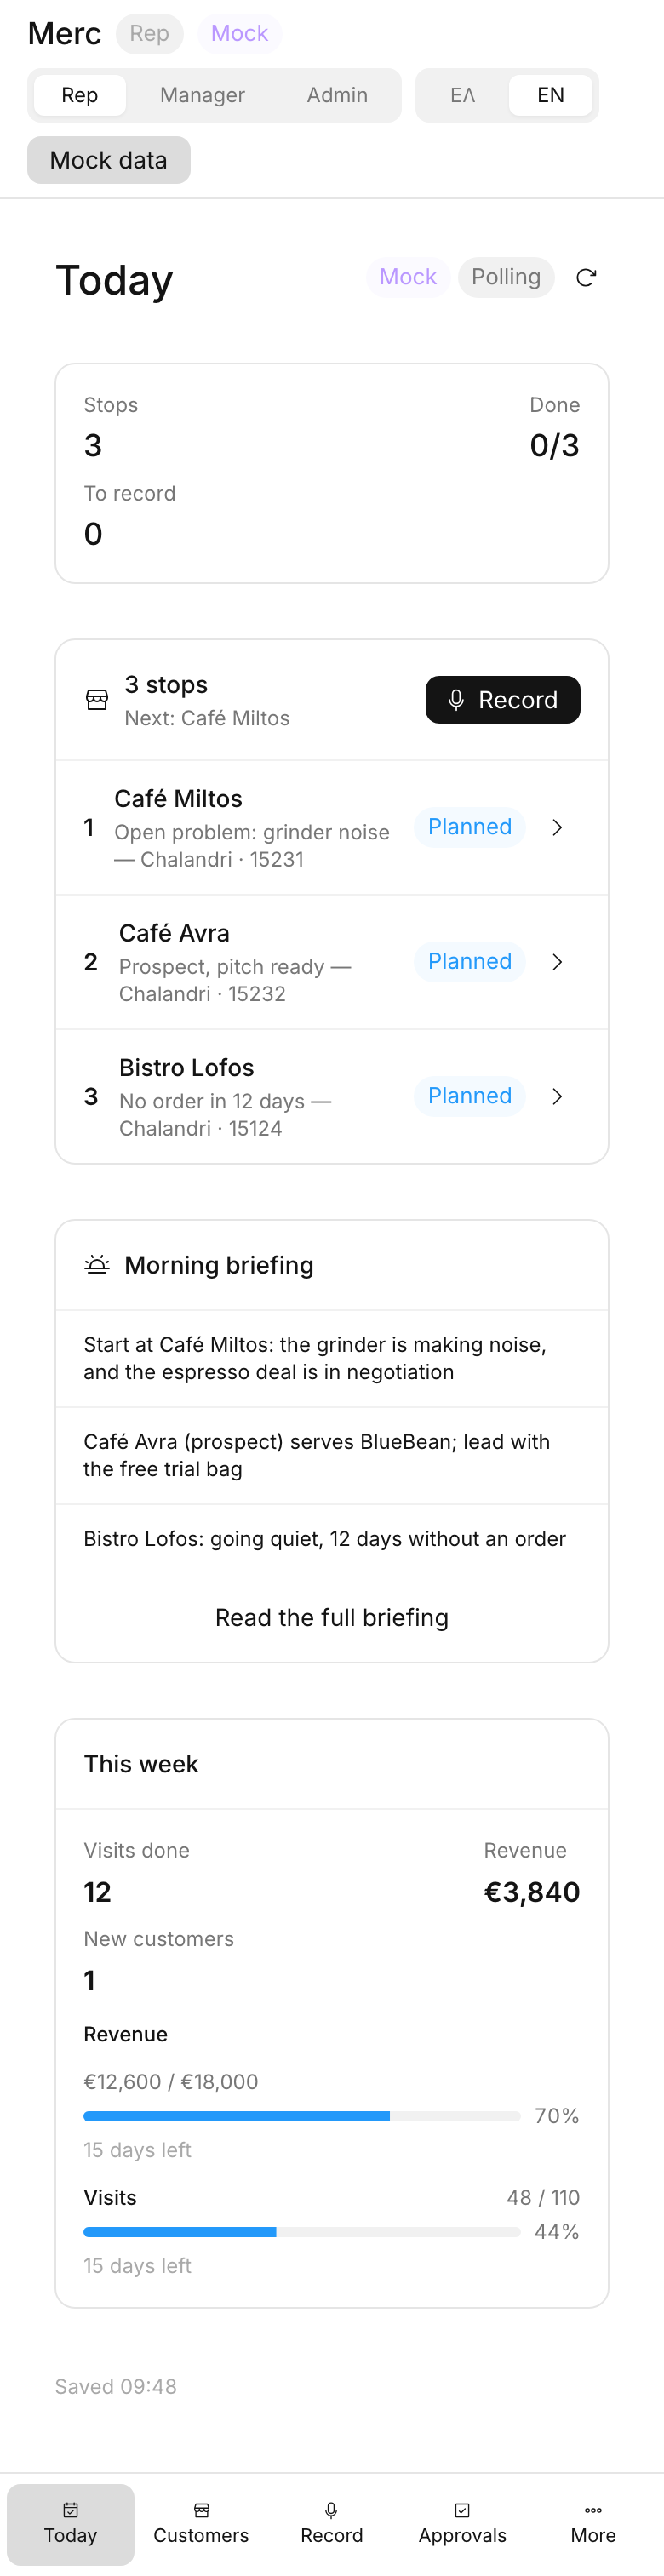 Merc Rep Mock
Rep Manager Admin ΕΛ EN
Mock data
Today Mock Polling
Stops Done
3 0/3
To record
0
3 stops
Next: Café Miltos
Record
1 Café Miltos
Open problem: grinder noise
— Chalandri · 15231
Planned
2 Café Avra
Prospect, pitch ready —
Chalandri · 15232
Planned
3 Bistro Lofos
No order in 12 days —
Chalandri · 15124
Planned
Morning briefing
Start at Café Miltos: the grinder is making noise,
and the espresso deal is in negotiation
Café Avra (prospect) serves BlueBean; lead with
the free trial bag
Bistro Lofos: going quiet, 12 days without an order
Read the full briefing
This week
Visits done Revenue
12 €3,840
New customers
1
Revenue
€12,600 / €18,000
70%
15 days left
Visits 48 / 110
44%
15 days left
Saved 09:48
Today Customers Record Approvals More